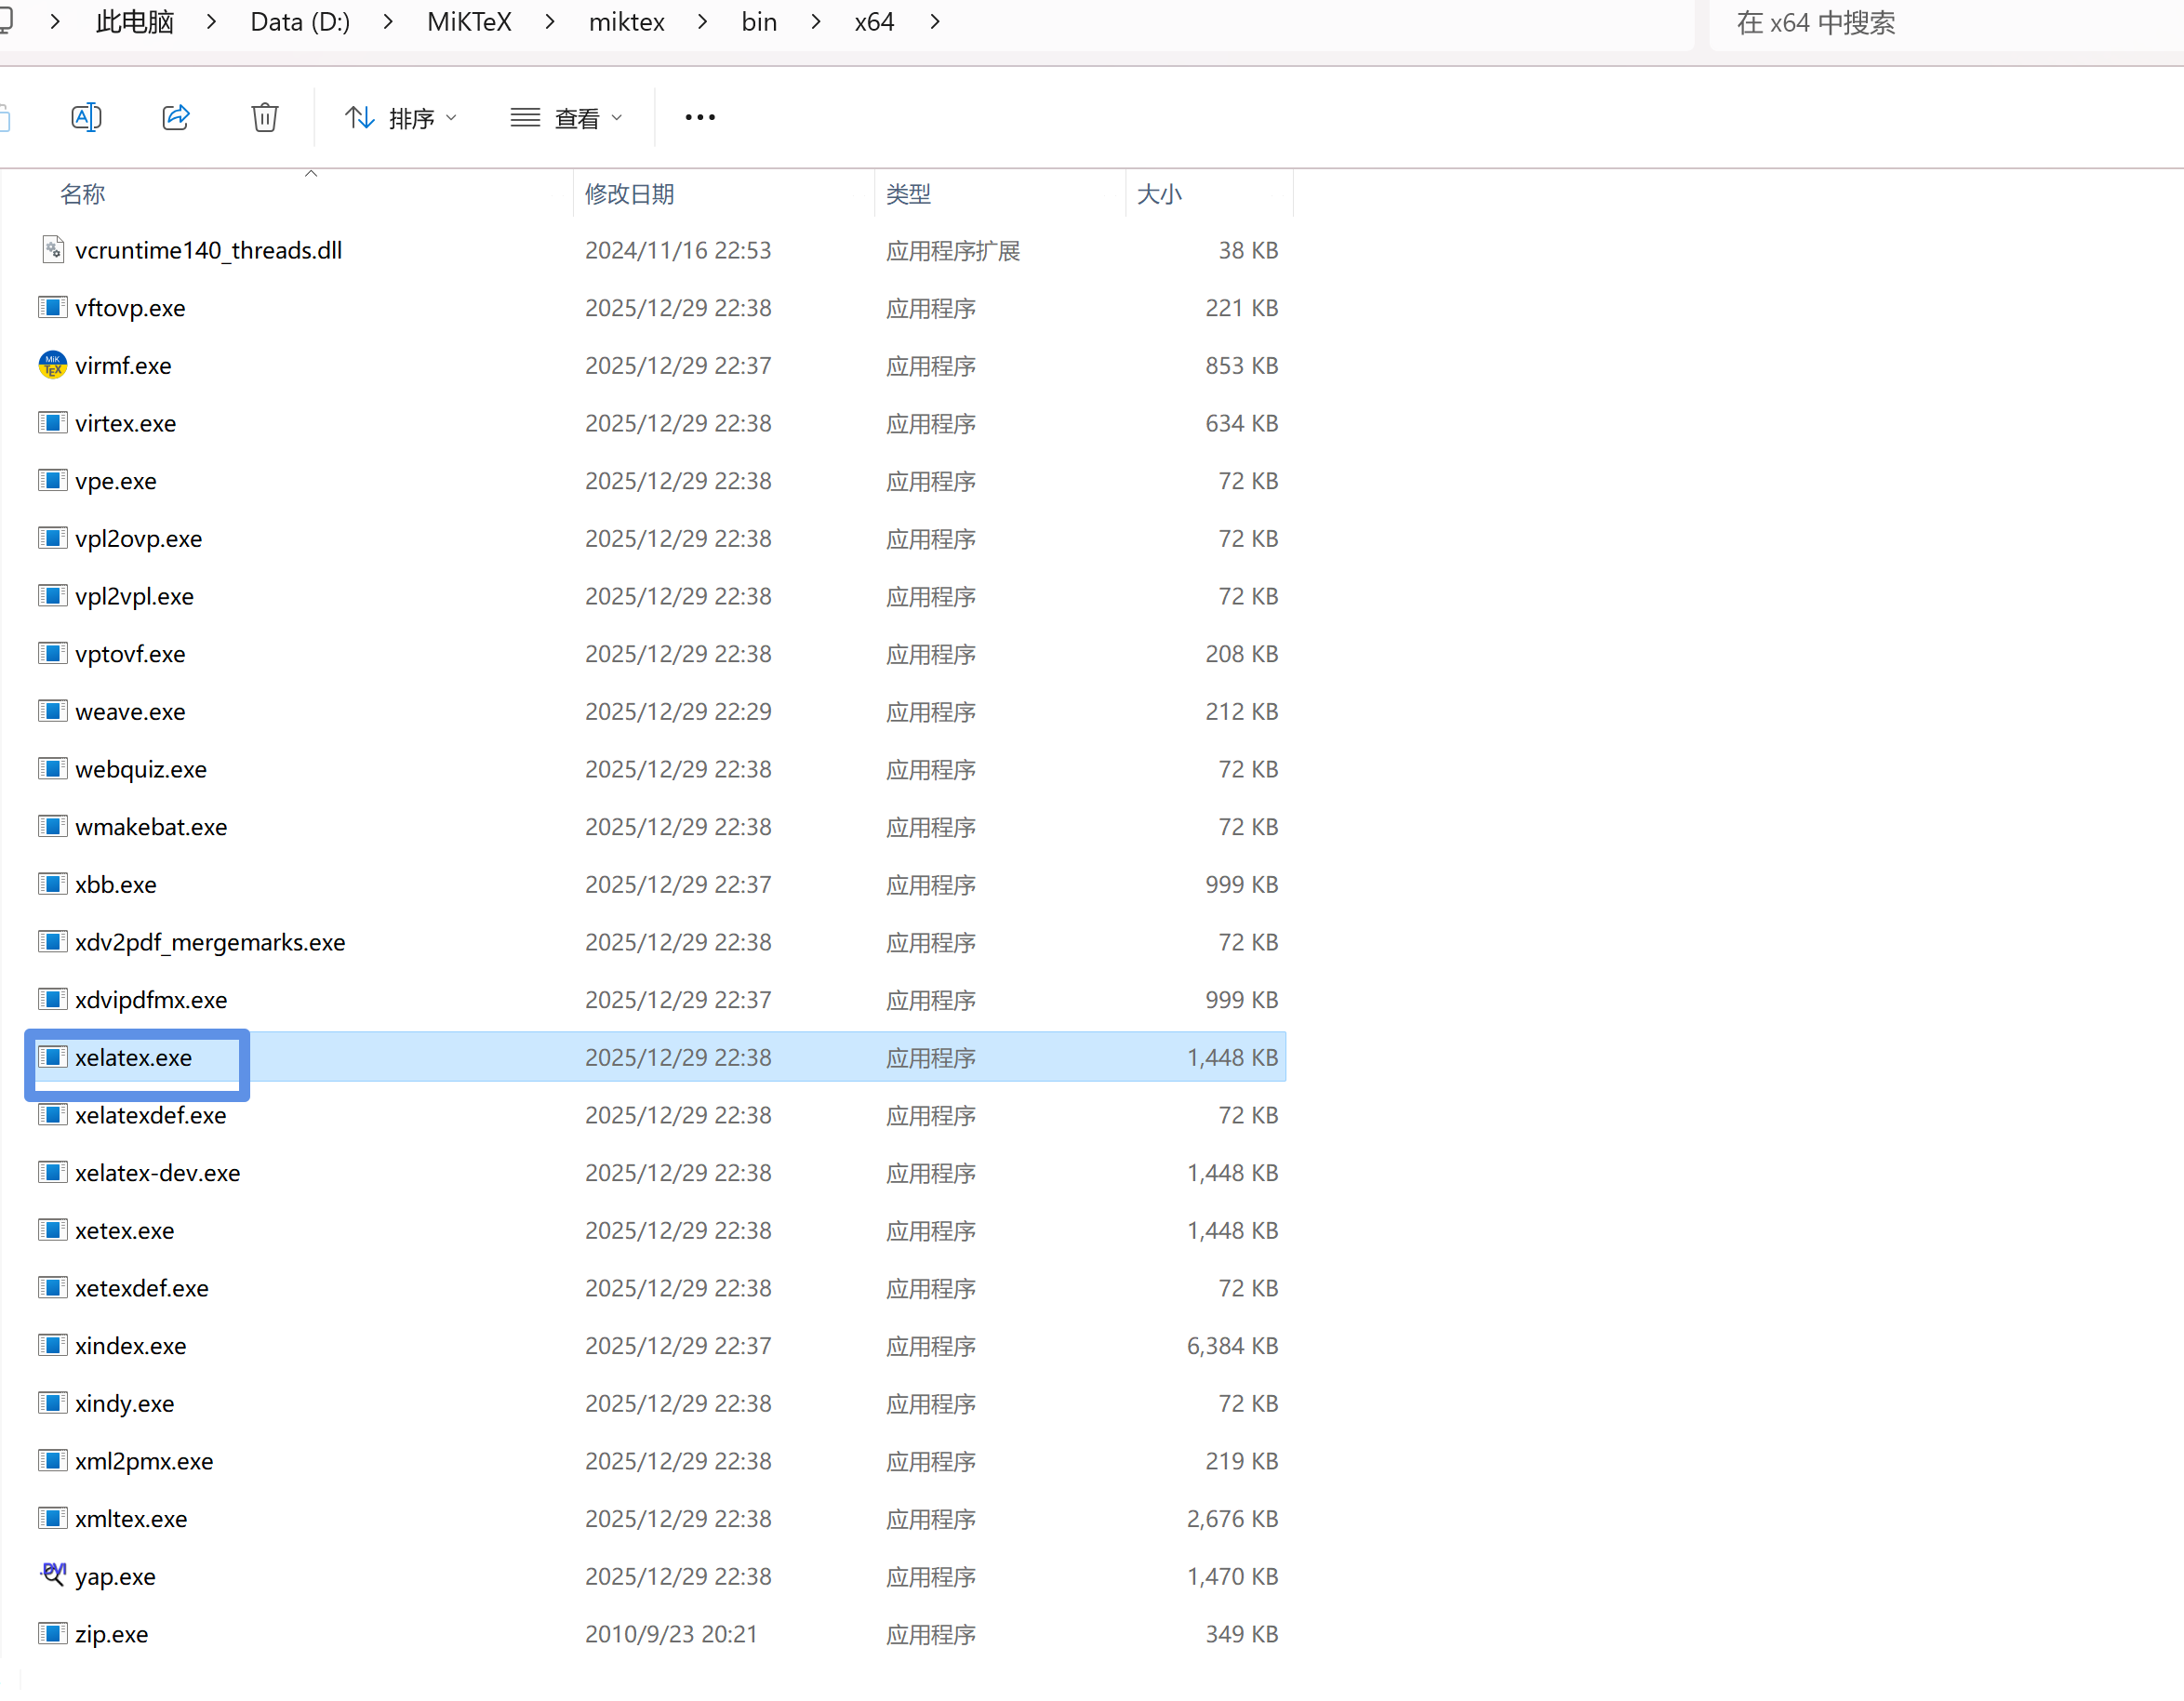 此电脑 > Data (D:) > MiKTeX > miktex > bin > x64 > 在 x64 中搜索
排序 查看 •••
名称 修改日期 类型 大小
vcruntime140_threads.dll 2024/11/16 22:53 应用程序扩展 38 KB
vftovp.exe 2025/12/29 22:38 应用程序 221 KB
virmf.exe 2025/12/29 22:37 应用程序 853 KB
virtex.exe 2025/12/29 22:38 应用程序 634 KB
vpe.exe 2025/12/29 22:38 应用程序 72 KB
vpl2ovp.exe 2025/12/29 22:38 应用程序 72 KB
vpl2vpl.exe 2025/12/29 22:38 应用程序 72 KB
vptovf.exe 2025/12/29 22:38 应用程序 208 KB
weave.exe 2025/12/29 22:29 应用程序 212 KB
webquiz.exe 2025/12/29 22:38 应用程序 72 KB
wmakebat.exe 2025/12/29 22:38 应用程序 72 KB
xbb.exe 2025/12/29 22:37 应用程序 999 KB
xdv2pdf_mergemarks.exe 2025/12/29 22:38 应用程序 72 KB
xdvipdfmx.exe 2025/12/29 22:37 应用程序 999 KB
xelatex.exe 2025/12/29 22:38 应用程序 1,448 KB
xelatexdef.exe 2025/12/29 22:38 应用程序 72 KB
xelatex-dev.exe 2025/12/29 22:38 应用程序 1,448 KB
xetex.exe 2025/12/29 22:38 应用程序 1,448 KB
xetexdef.exe 2025/12/29 22:38 应用程序 72 KB
xindex.exe 2025/12/29 22:37 应用程序 6,384 KB
xindy.exe 2025/12/29 22:38 应用程序 72 KB
xml2pmx.exe 2025/12/29 22:38 应用程序 219 KB
xmltex.exe 2025/12/29 22:38 应用程序 2,676 KB
yap.exe 2025/12/29 22:38 应用程序 1,470 KB
zip.exe 2010/9/23 20:21 应用程序 349 KB